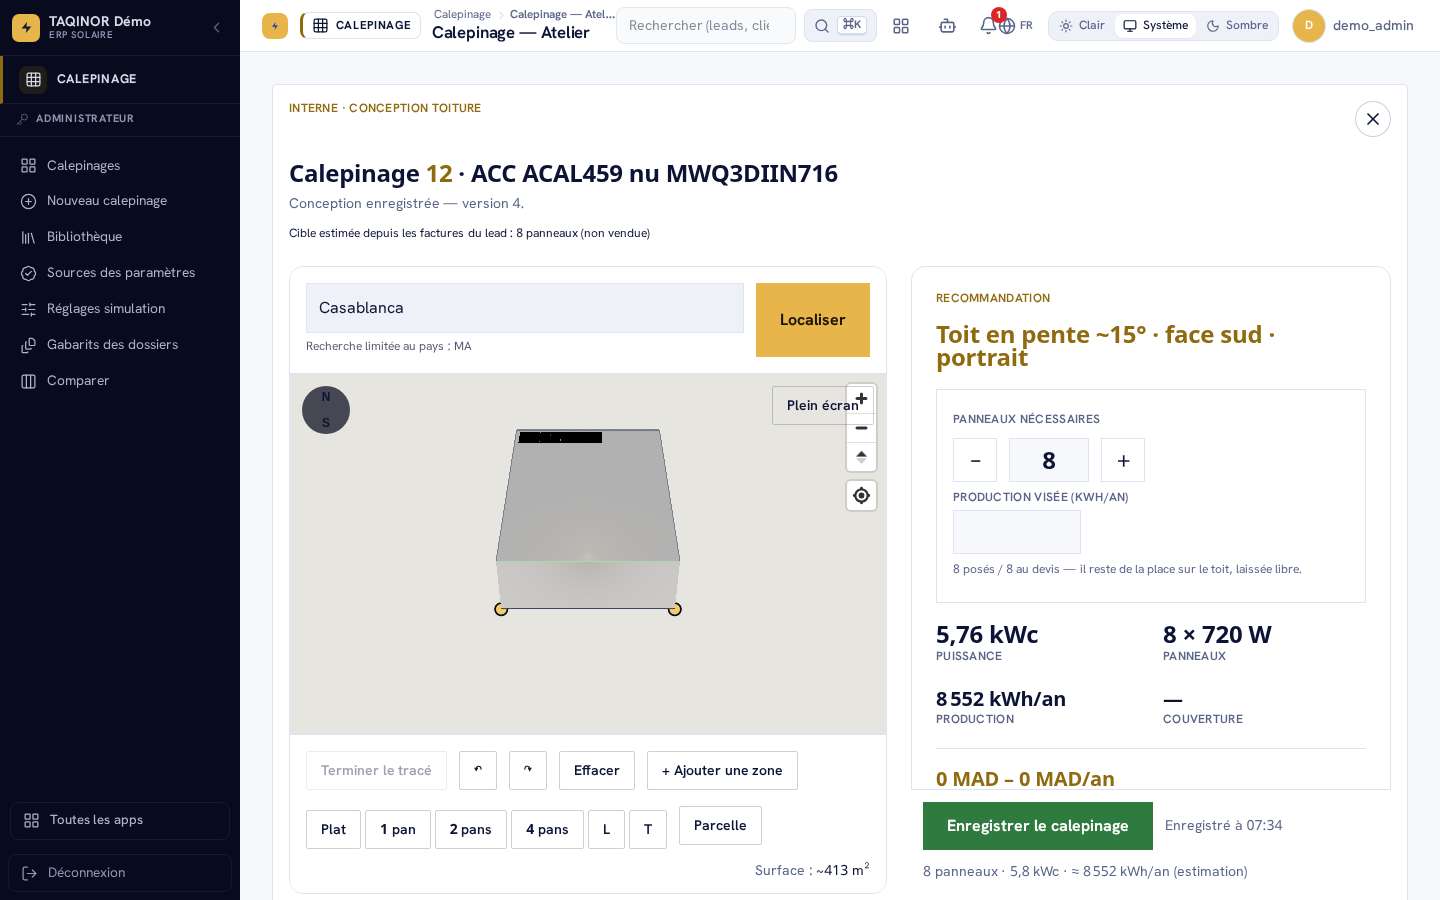 TAQINOR Démo
ERP SOLAIRE
CALEPINAGE
ADMINISTRATEUR
Calepinages
Nouveau calepinage
Bibliothèque
Sources des paramètres
Réglages simulation
Gabarits des dossiers
Comparer
Toutes les apps
Déconnexion
CALEPINAGE
Calepinage
Calepinage — Atel...
Calepinage — Atelier
Rechercher (leads, clie
⌘K
1
FR
Clair
Système
Sombre
D
demo_admin
INTERNE · CONCEPTION TOITURE
Calepinage 12 · ACC ACAL459 nu MWQ3DIIN716
Conception enregistrée — version 4.
Cible estimée depuis les factures du lead : 8 panneaux (non vendue)
Casablanca
Localiser
Recherche limitée au pays : MA
N
S
Plein écran
Terminer le tracé
Effacer
+ Ajouter une zone
Plat
1 pan
2 pans
4 pans
L
T
Parcelle
Surface : ~413 m²
RECOMMANDATION
Toit en pente ~15° · face sud ·
portrait
PANNEAUX NÉCESSAIRES
−
8
+
PRODUCTION VISÉE (KWH/AN)
8 posés / 8 au devis — il reste de la place sur le toit, laissée libre.
5,76 kWc
PUISSANCE
8 × 720 W
PANNEAUX
8 552 kWh/an
PRODUCTION
—
COUVERTURE
0 MAD – 0 MAD/an
Enregistrer le calepinage
Enregistré à 07:34
8 panneaux · 5,8 kWc · ≈ 8 552 kWh/an (estimation)